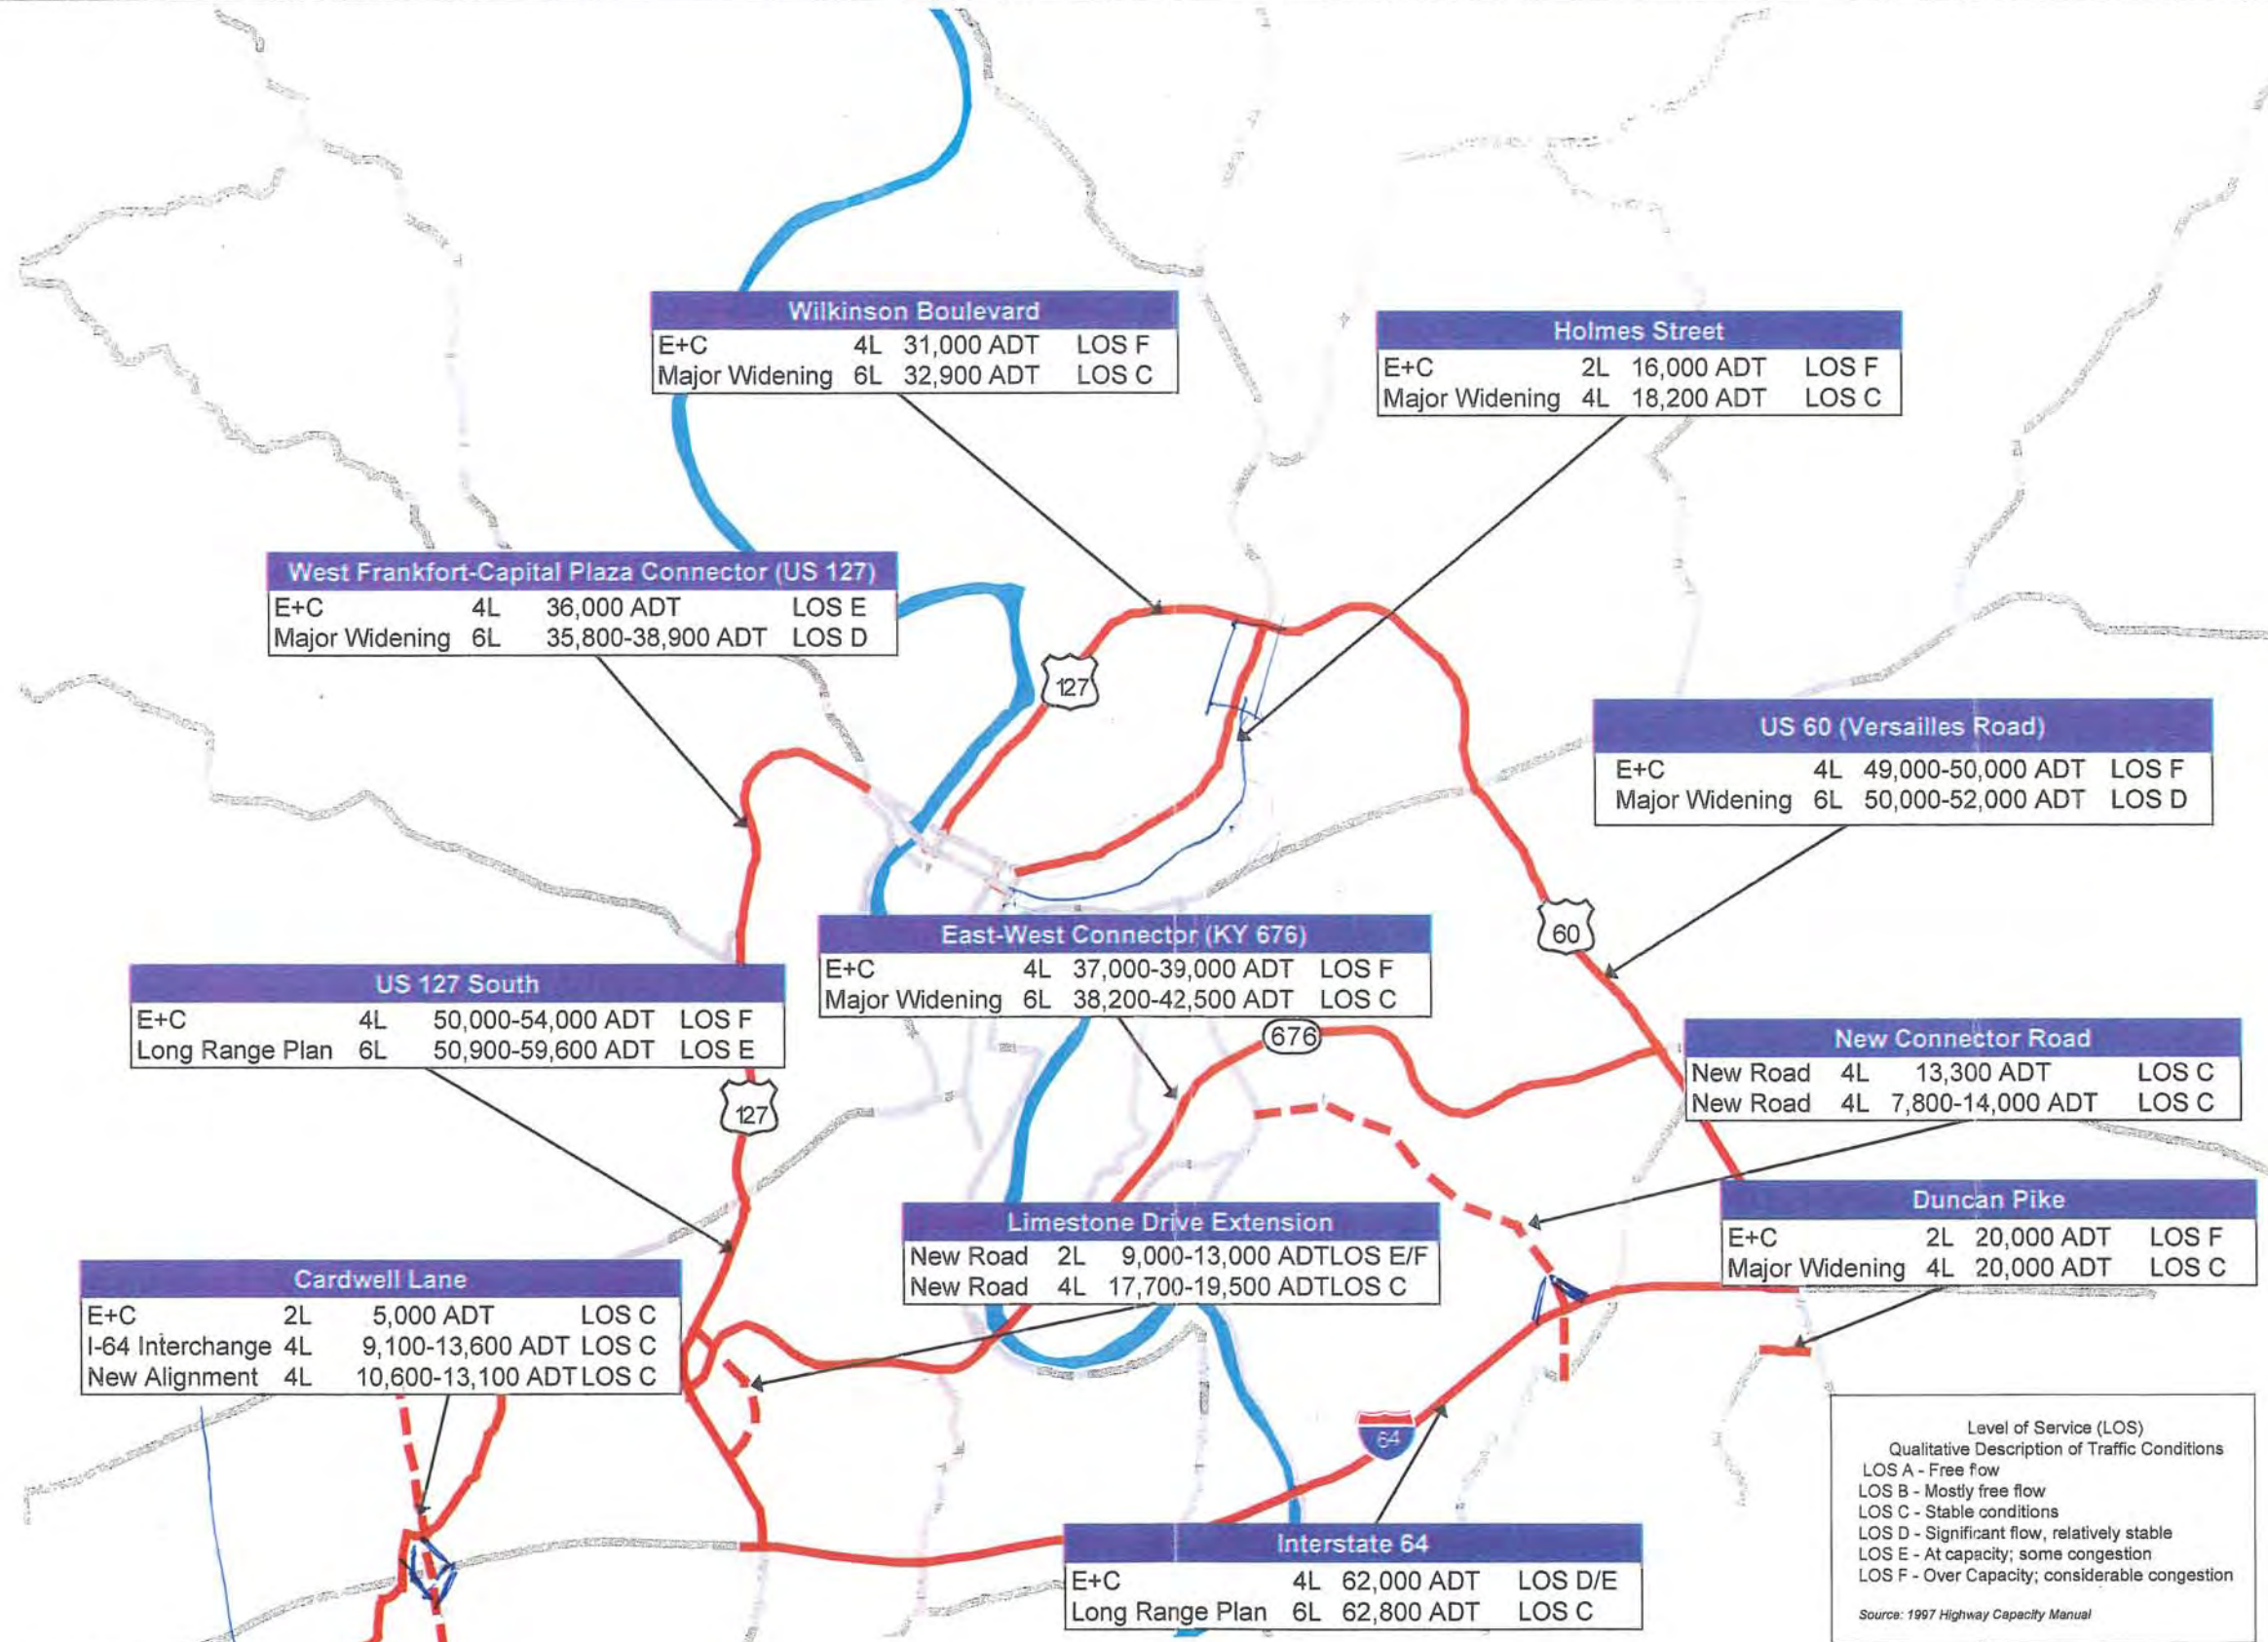 Wilkinson Boulevard
E+C 4L 31,000 ADT LOS F
Major Widening 6L 32,900 ADT LOS C
Holmes Street
E+C 2L 16,000 ADT LOS F
Major Widening 4L 18,200 ADT LOS C
West Frankfort-Capital Plaza Connector (US 127)
E+C 4L 36,000 ADT LOS E
Major Widening 6L 35,800-38,900 ADT LOS D
127
US 60 (Versailles Road)
E+C 4L 49,000-50,000 ADT LOS F
Major Widening 6L 50,000-52,000 ADT LOS D
60
East-West Connector (KY 676)
E+C 4L 37,000-39,000 ADT LOS F
Major Widening 6L 38,200-42,500 ADT LOS C
US 127 South
E+C 4L 50,000-54,000 ADT LOS F
Long Range Plan 6L 50,900-59,600 ADT LOS E
676
New Connector Road
New Road 4L 13,300 ADT LOS C
New Road 4L 7,800-14,000 ADT LOS C
127
Duncan Pike
E+C 2L 20,000 ADT LOS F
Major Widening 4L 20,000 ADT LOS C
Limestone Drive Extension
New Road 2L 9,000-13,000 ADTLOS E/F
New Road 4L 17,700-19,500 ADTLOS C
Cardwell Lane
E+C 2L 5,000 ADT LOS C
I-64 Interchange 4L 9,100-13,600 ADT LOS C
New Alignment 4L 10,600-13,100 ADT LOS C
64
Interstate 64
E+C 4L 62,000 ADT LOS D/E
Long Range Plan 6L 62,800 ADT LOS C
Level of Service (LOS)
Qualitative Description of Traffic Conditions
LOS A - Free flow
LOS B - Mostly free flow
LOS C - Stable conditions
LOS D - Significant flow, relatively stable
LOS E - At capacity; some congestion
LOS F - Over Capacity; considerable congestion
Source: 1997 Highway Capacity Manual